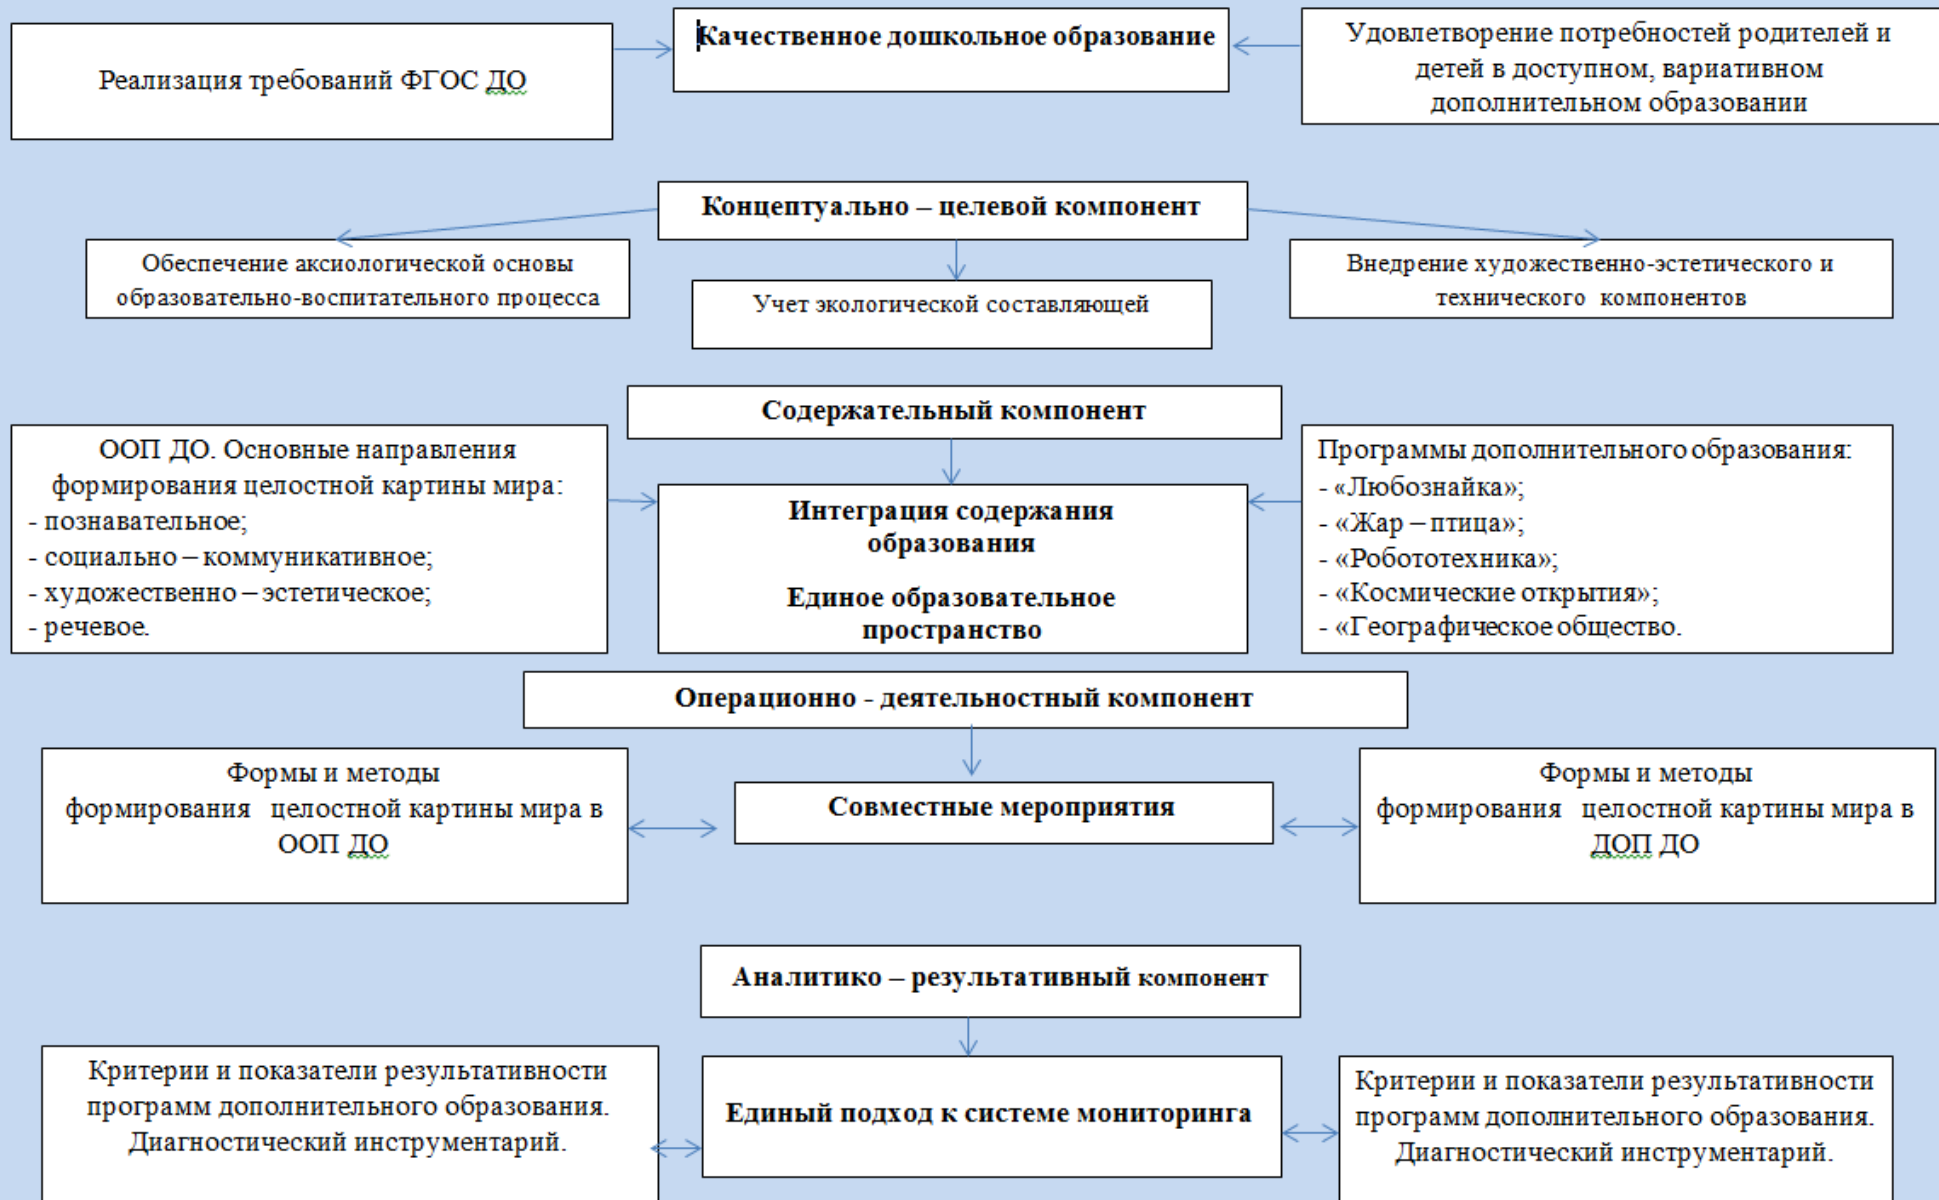 Реализация требований ФГОС ДО
Качественное дошкольное образование
Удовлетворение потребностей родителей и
детей в доступном, вариативном
дополнительном образовании
Концептуально – целевой компонент
Обеспечение аксиологической основы
образовательно-воспитательного процесса
Учет экологической составляющей
Внедрение художественно-эстетического и
технического компонентов
Содержательный компонент
ООП ДО. Основные направления
формирования целостной картины мира:
- познавательное;
- социально – коммуникативное;
- художественно – эстетическое;
- речевое.
Интеграция содержания
образования
Единое образовательное
пространство
Программы дополнительного образования:
- «Любознайка»;
- «Жар – птица»;
- «Робототехника»;
- «Космические открытия»;
- «Географическое общество.
Операционно - деятельностный компонент
Формы и методы
формирования целостной картины мира в
ООП ДО
Совместные мероприятия
Формы и методы
формирования целостной картины мира в
ДОП ДО
Аналитико – результативный компонент
Критерии и показатели результативности
программ дополнительного образования.
Диагностический инструментарий.
Единый подход к системе мониторинга
Критерии и показатели результативности
программ дополнительного образования.
Диагностический инструментарий.